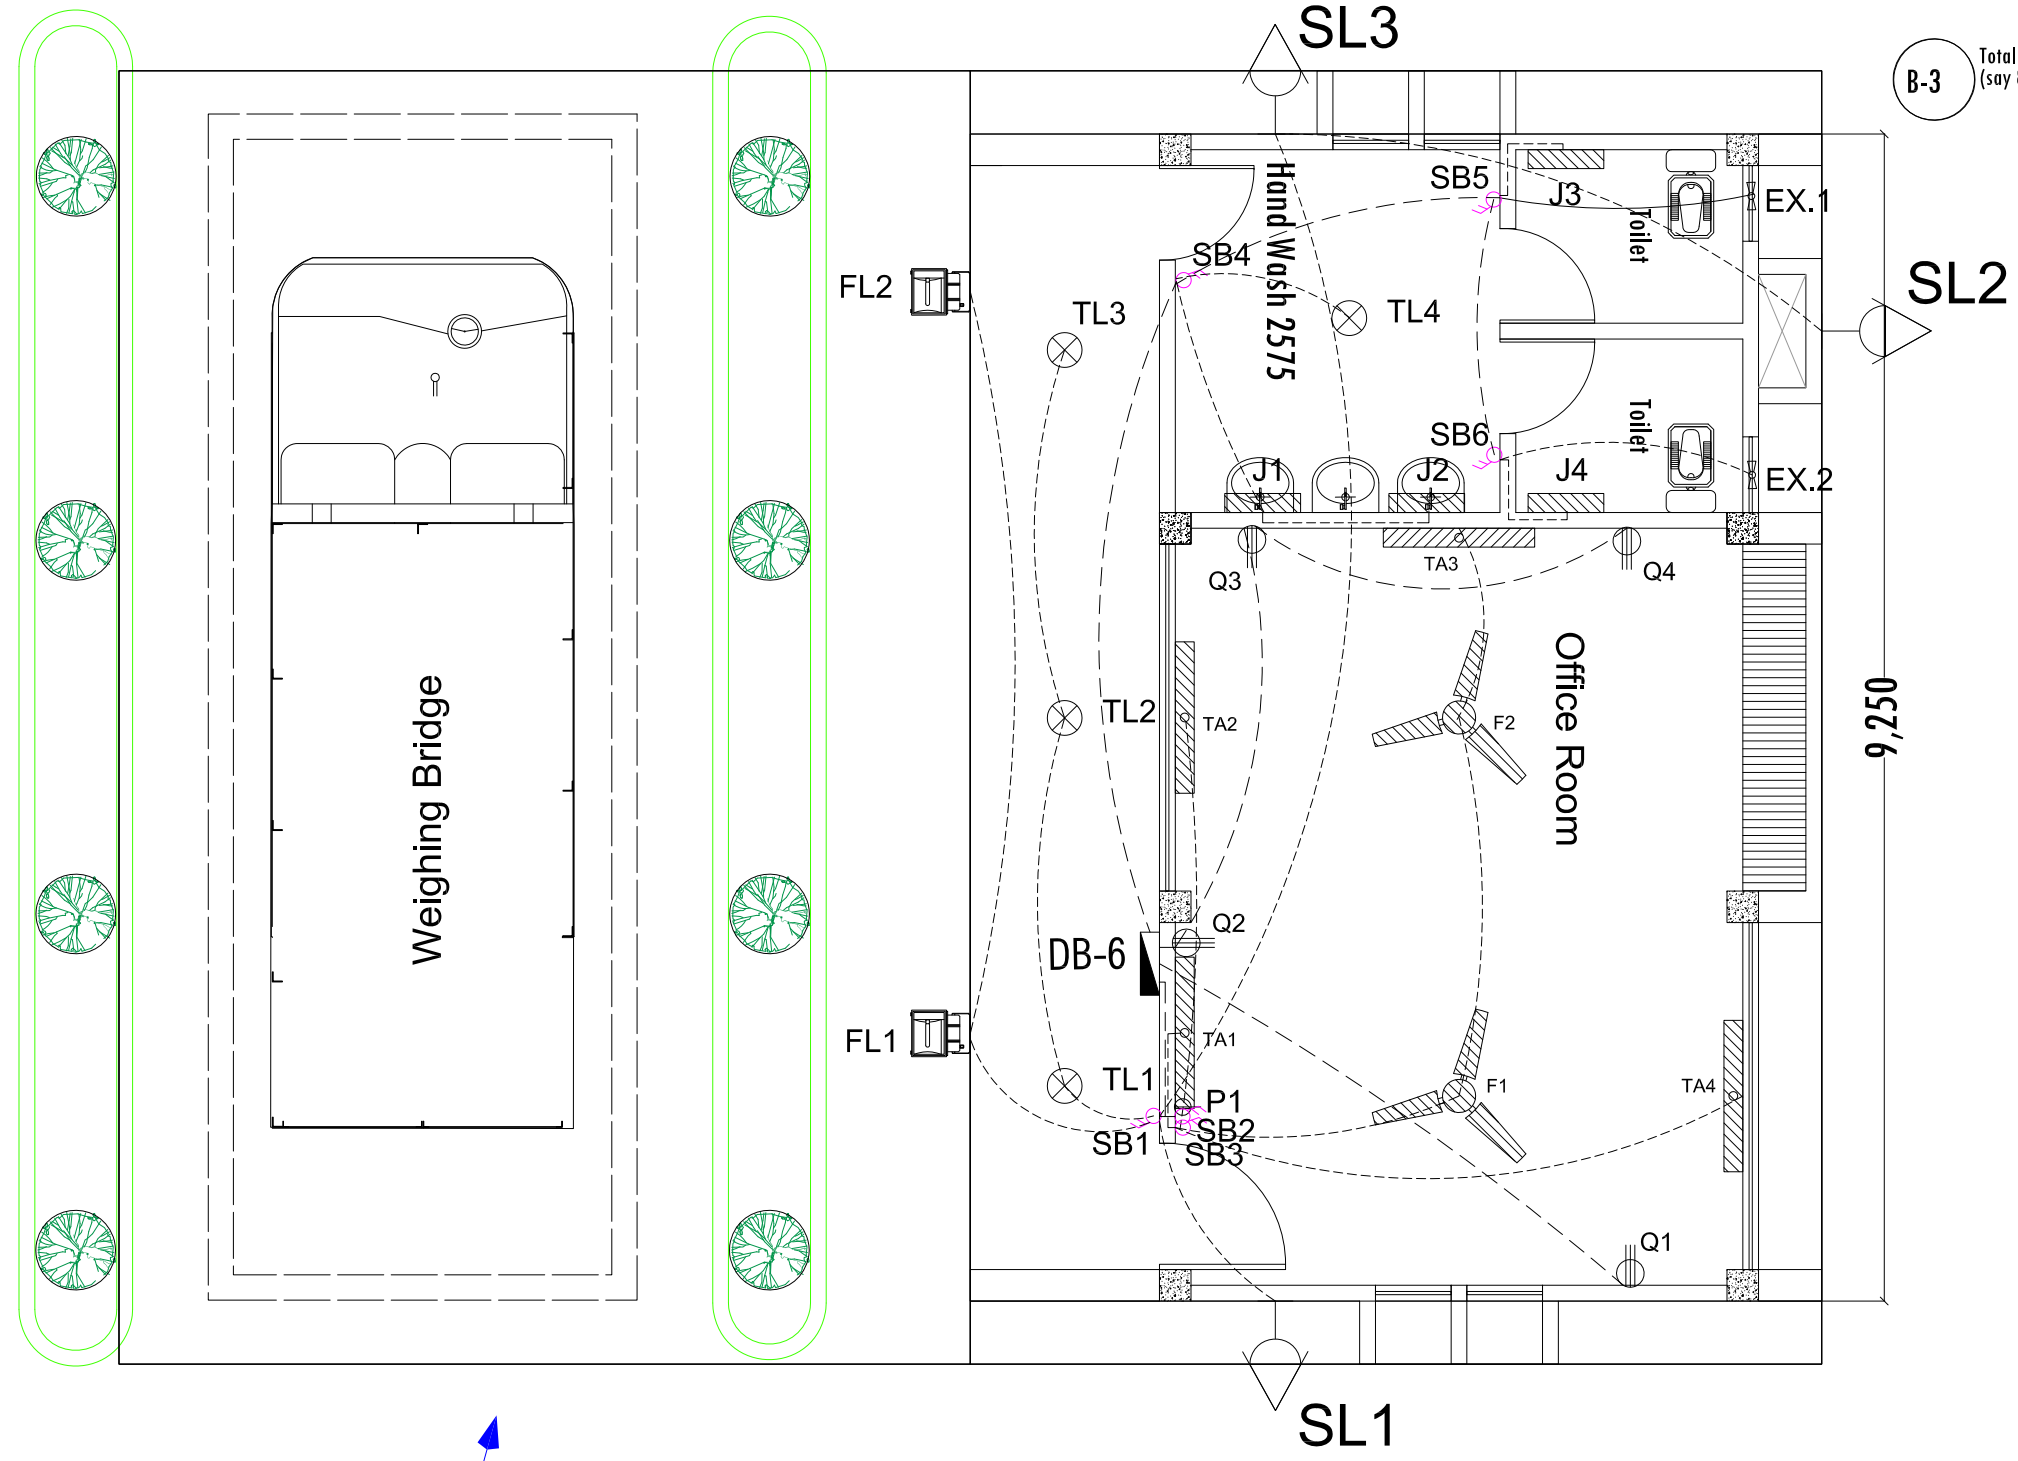 SL3
B-3
Total
(say
SB5
J3
EX.1
Toilet
Hand Wash 2575
SB4
SL2
FL2
TL3
TL4
Toilet
SB6
J1
J2
J4
EX.2
TA3
Q3
Q4
Office Room
Weighing Bridge
TL2
TA2
F2
9,250
Q2
DB-6
FL1
TA1
TL1
P1
F1
TA4
SB2
SB1
SB3
Q1
SL1